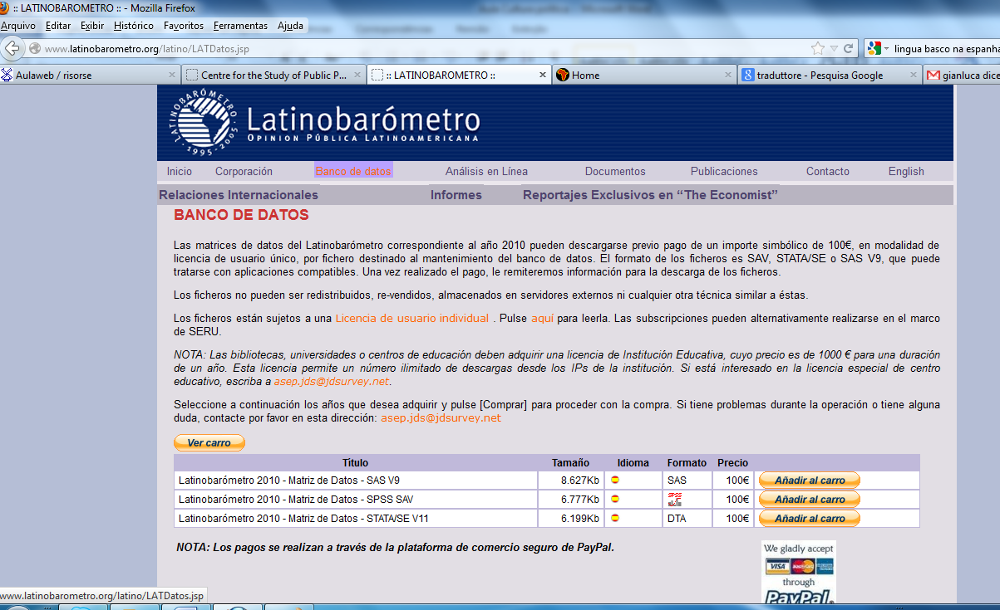 :: LATINOBAROMETRO :: - Mozilla Firefox
Arquivo Editar Exibir Histórico Favoritos Ferramentas Ajuda
www.latinobarometro.org/latino/LATDatos.jsp
lingua basco na espanha
Aulaweb / risorse
Centre for the Study of Public P...
:: LATINOBAROMETRO ::
Home
traduttore - Pesquisa Google
gianluca dice
LATINOBARÓMETRO
·1995-2005·
Latinobarómetro
OPINION PÚBLICA LATINOAMERICANA
Inicio Corporación Banco de datos Análisis en Línea Documentos Publicaciones Contacto English
Relaciones Internacionales Informes Reportajes Exclusivos en “The Economist”
BANCO DE DATOS
Las matrices de datos del Latinobarómetro correspondiente al año 2010 pueden descargarse previo pago de un importe simbólico de 100€, en modalidad de
licencia de usuario único, por fichero destinado al mantenimiento del banco de datos. El formato de los ficheros es SAV, STATA/SE o SAS V9, que puede
tratarse con aplicaciones compatibles. Una vez realizado el pago, le remiteremos información para la descarga de los ficheros.
Los ficheros no pueden ser redistribuidos, re-vendidos, almacenados en servidores externos ni cualquier otra técnica similar a éstas.
Los ficheros están sujetos a una Licencia de usuario individual . Pulse aquí para leerla. Las subscripciones pueden alternativamente realizarse en el marco
de SERU.
NOTA: Las bibliotecas, universidades o centros de educación deben adquirir una licencia de Institución Educativa, cuyo precio es de 1000 € para una duración
de un año. Esta licencia permite un número ilimitado de descargas desde los IPs de la institución. Si está interesado en la licencia especial de centro
educativo, escriba a asep.jds@jdsurvey.net.
Seleccione a continuación los años que desea adquirir y pulse [Comprar] para proceder con la compra. Si tiene problemas durante la operación o tiene alguna
duda, contacte por favor en esta dirección: asep.jds@jdsurvey.net
Ver carro
Título Tamaño Idioma Formato Precio
Latinobarómetro 2010 - Matriz de Datos - SAS V9 8.627Kb SAS 100€ Añadir al carro
Latinobarómetro 2010 - Matriz de Datos - SPSS SAV 6.777Kb SPSS 100€ Añadir al carro
Latinobarómetro 2010 - Matriz de Datos - STATA/SE V11 6.199Kb DTA 100€ Añadir al carro
NOTA: Los pagos se realizan a través de la plataforma de comercio seguro de PayPal.
We gladly accept
VISA MasterCard
through
PayPal
www.latinobarometro.org/latino/LATDatos.jsp